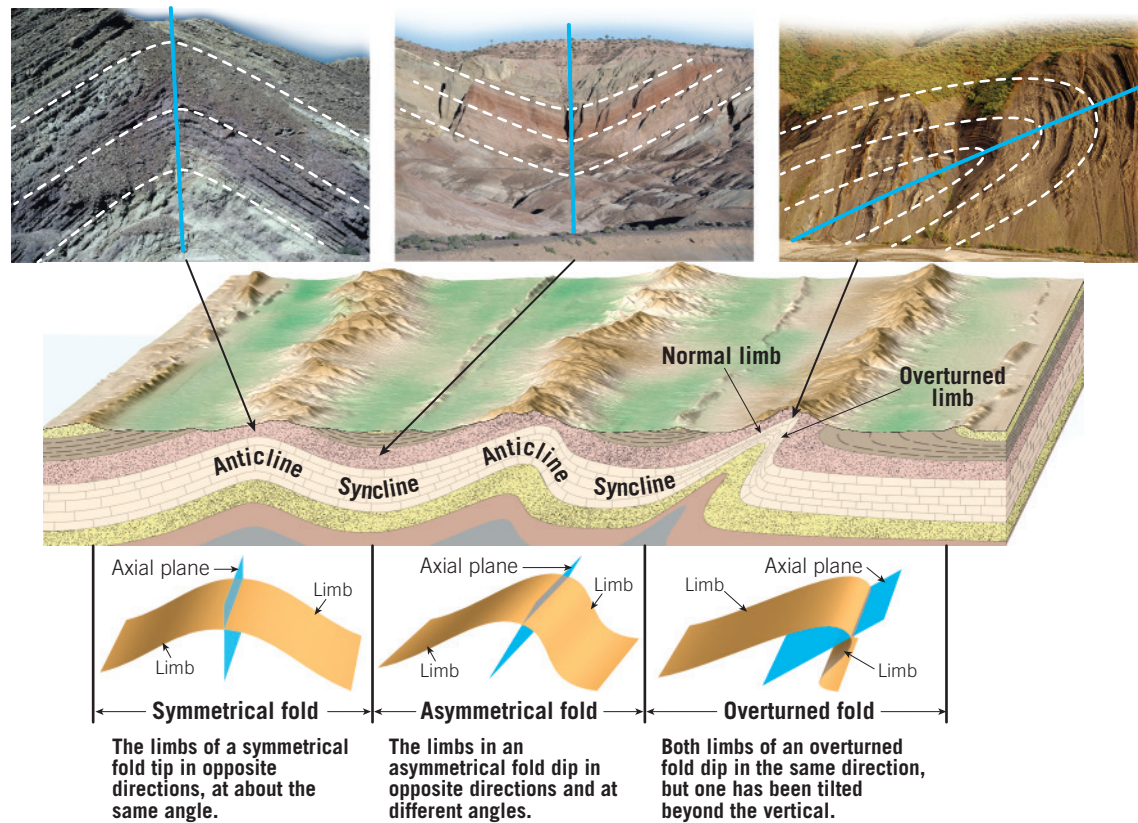 Normal limb
Overturned
limb
Anticline
Syncline
Anticline
Syncline
Axial plane
Limb
Limb
Axial plane
Limb
Limb
Axial plane
Limb
Limb
Symmetrical fold
Asymmetrical fold
Overturned fold
The limbs of a symmetrical
fold tip in opposite
directions, at about the
same angle.
The limbs in an
asymmetrical fold dip in
opposite directions and at
different angles.
Both limbs of an overturned
fold dip in the same direction,
but one has been tilted
beyond the vertical.